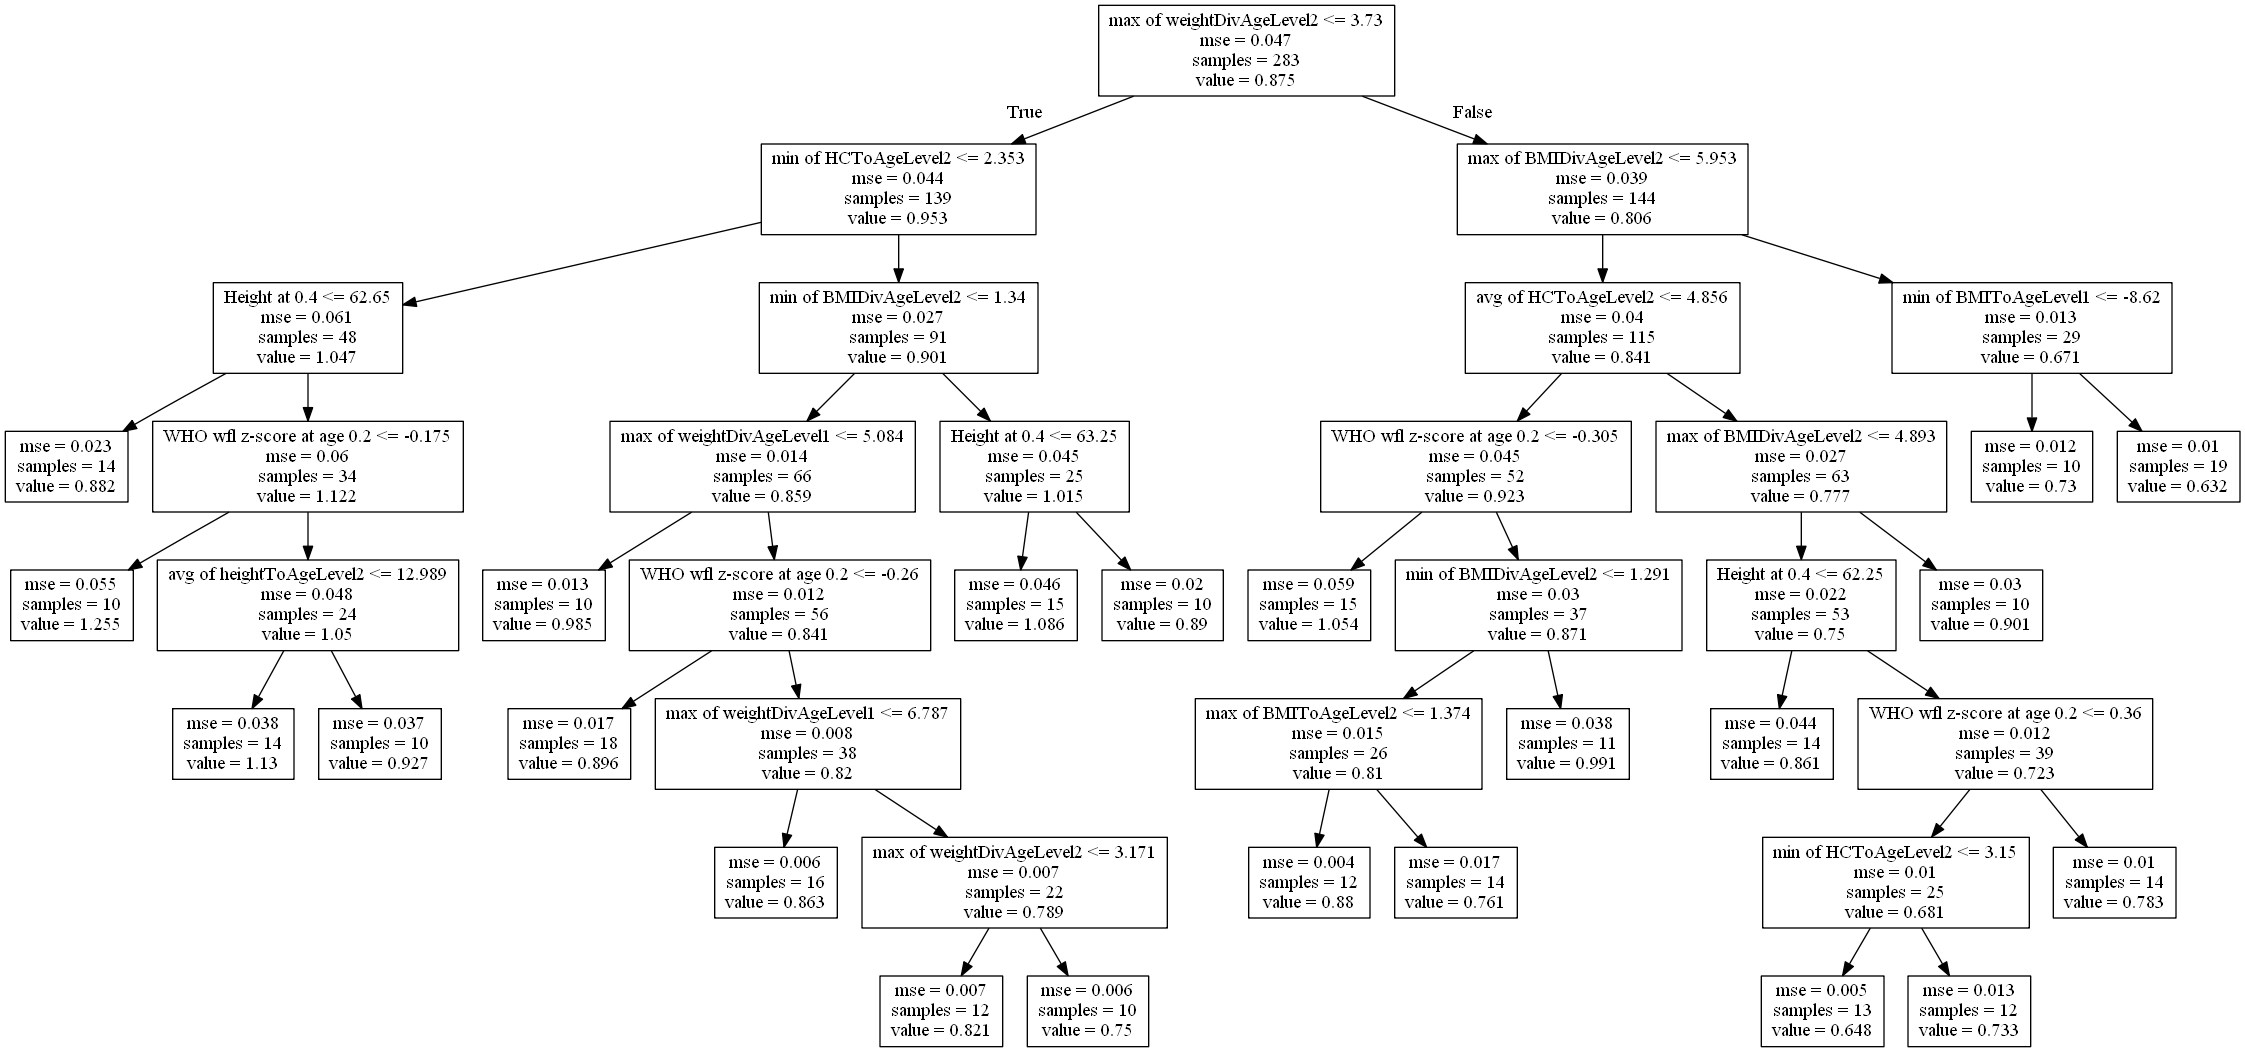 max of weightDivAgeLevel2 <= 3.73
mse = 0.047
samples = 283
value = 0.875
True
False
min of HCToAgeLevel2 <= 2.353
mse = 0.044
samples = 139
value = 0.953
max of BMIDivAgeLevel2 <= 5.953
mse = 0.039
samples = 144
value = 0.806
Height at 0.4 <= 62.65
mse = 0.061
samples = 48
value = 1.047
min of BMIDivAgeLevel2 <= 1.34
mse = 0.027
samples = 91
value = 0.901
avg of HCToAgeLevel2 <= 4.856
mse = 0.04
samples = 115
value = 0.841
min of BMIToAgeLevel1 <= -8.62
mse = 0.013
samples = 29
value = 0.671
mse = 0.023
samples = 14
value = 0.882
WHO wfl z-score at age 0.2 <= -0.175
mse = 0.06
samples = 34
value = 1.122
max of weightDivAgeLevel1 <= 5.084
mse = 0.014
samples = 66
value = 0.859
Height at 0.4 <= 63.25
mse = 0.045
samples = 25
value = 1.015
WHO wfl z-score at age 0.2 <= -0.305
mse = 0.045
samples = 52
value = 0.923
max of BMIDivAgeLevel2 <= 4.893
mse = 0.027
samples = 63
value = 0.777
mse = 0.012
samples = 10
value = 0.73
mse = 0.01
samples = 19
value = 0.632
mse = 0.055
samples = 10
value = 1.255
avg of heightToAgeLevel2 <= 12.989
mse = 0.048
samples = 24
value = 1.05
mse = 0.013
samples = 10
value = 0.985
WHO wfl z-score at age 0.2 <= -0.26
mse = 0.012
samples = 56
value = 0.841
mse = 0.046
samples = 15
value = 1.086
mse = 0.02
samples = 10
value = 0.89
mse = 0.059
samples = 15
value = 1.054
min of BMIDivAgeLevel2 <= 1.291
mse = 0.03
samples = 37
value = 0.871
Height at 0.4 <= 62.25
mse = 0.022
samples = 53
value = 0.75
mse = 0.03
samples = 10
value = 0.901
mse = 0.038
samples = 14
value = 1.13
mse = 0.037
samples = 10
value = 0.927
mse = 0.017
samples = 18
value = 0.896
max of weightDivAgeLevel1 <= 6.787
mse = 0.008
samples = 38
value = 0.82
max of BMIToAgeLevel2 <= 1.374
mse = 0.015
samples = 26
value = 0.81
mse = 0.038
samples = 11
value = 0.991
mse = 0.044
samples = 14
value = 0.861
WHO wfl z-score at age 0.2 <= 0.36
mse = 0.012
samples = 39
value = 0.723
mse = 0.006
samples = 16
value = 0.863
max of weightDivAgeLevel2 <= 3.171
mse = 0.007
samples = 22
value = 0.789
mse = 0.004
samples = 12
value = 0.88
mse = 0.017
samples = 14
value = 0.761
min of HCToAgeLevel2 <= 3.15
mse = 0.01
samples = 25
value = 0.681
mse = 0.01
samples = 14
value = 0.783
mse = 0.007
samples = 12
value = 0.821
mse = 0.006
samples = 10
value = 0.75
mse = 0.005
samples = 13
value = 0.648
mse = 0.013
samples = 12
value = 0.733